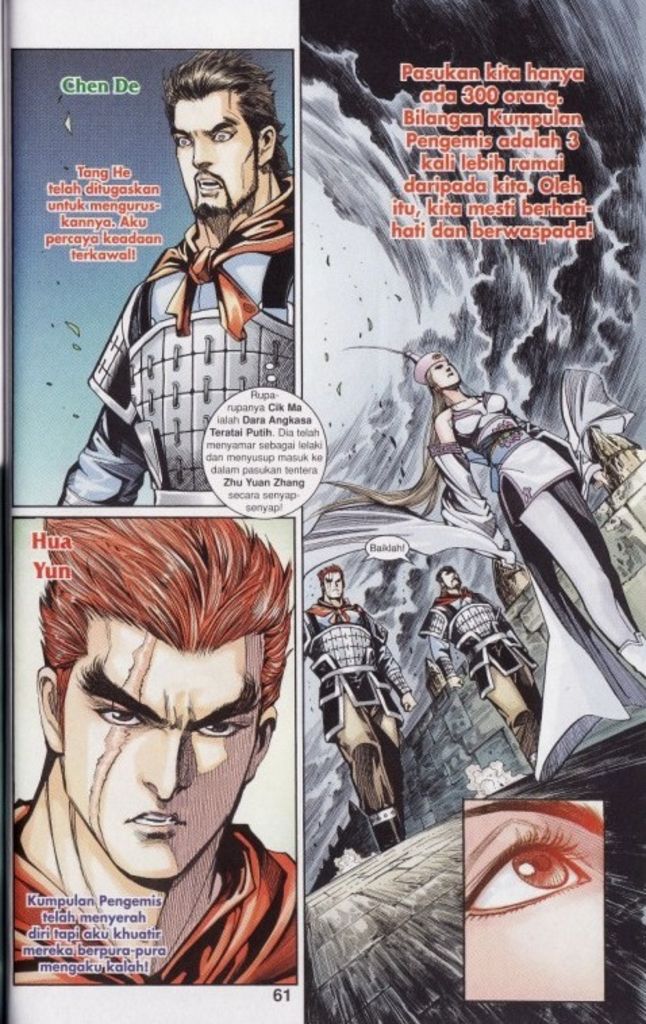 Chen De
Tang He
telah ditugaskan
untuk mengurus-
kannya. Aku
percaya keadaan
terkawal!
Rupa-
rupanya Cik Ma
ialah Dara Angkasa
Teratai Putih. Dia telah
menyamar sebagai lelaki
dan menyusup masuk ke
dalam pasukan tentera
Zhu Yuan Zhang
secara senyap-
senyap!
Hua
Yun
Kumpulan Pengemis
telah menyerah
diri tapi aku khuatir
mereka berpura-pura
mengaku kalah!
Pasukan kita hanya
ada 300 orang.
Bilangan Kumpulan
Pengemis adalah 3
kali lebih ramai
daripada kita. Oleh
itu, kita mesti berhati-
hati dan berwaspada!
Baiklah!
61